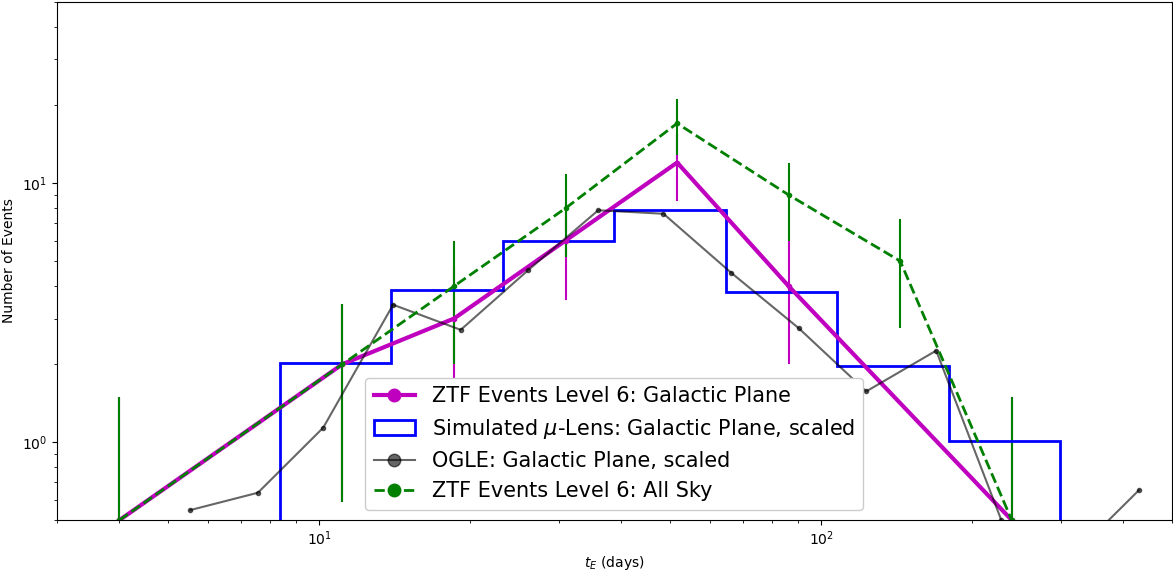 Number of Events
10¹
10⁰
ZTF Events Level 6: Galactic Plane
Simulated μ-Lens: Galactic Plane, scaled
OGLE: Galactic Plane, scaled
ZTF Events Level 6: All Sky
10¹
10²
t_E (days)